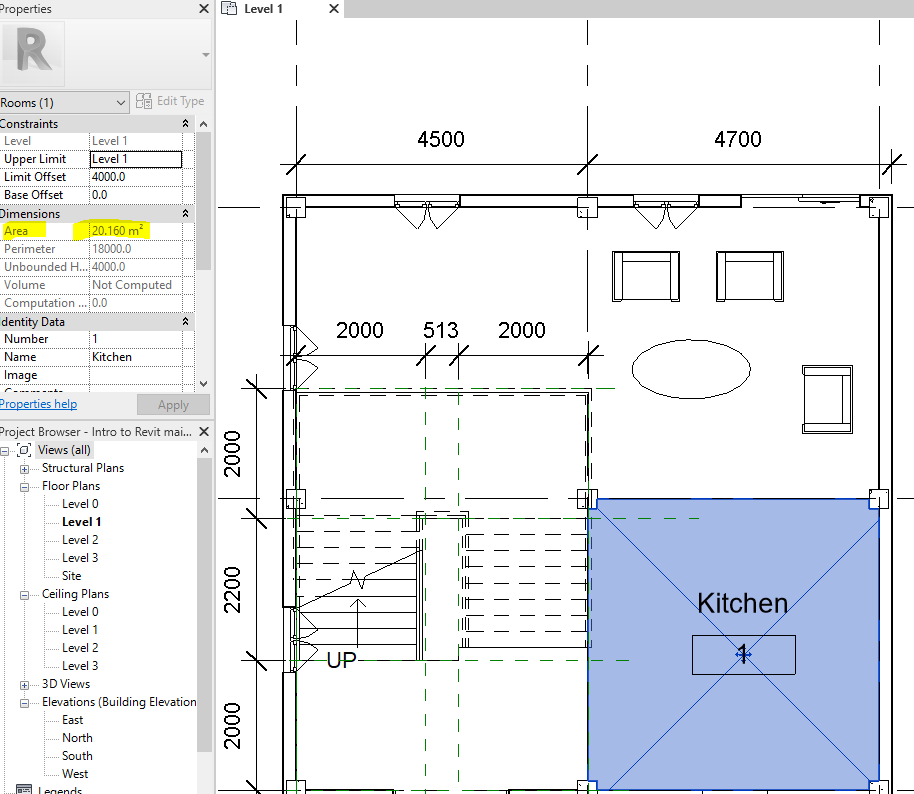 Properties
Level 1
R
Rooms (1)
Edit Type
Constraints
Level Level 1
Upper Limit Level 1
Limit Offset 4000.0
Base Offset 0.0
Dimensions
Area 20.160 m²
Perimeter 18000.0
Unbounded H... 4000.0
Volume Not Computed
Computation ... 0.0
Identity Data
Number 1
Name Kitchen
Image
Comments
Properties help
Apply
Project Browser - Intro to Revit mai...
Views (all)
Structural Plans
Floor Plans
Level 0
Level 1
Level 2
Level 3
Site
Ceiling Plans
Level 0
Level 1
Level 2
Level 3
3D Views
Elevations (Building Elevation
East
North
South
West
Legends
4500
4700
2000
513
2000
2000
2200
2000
UP
Kitchen
1